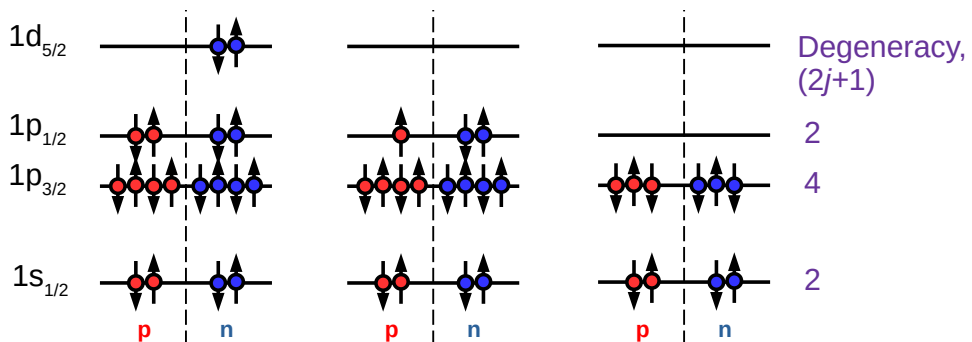 1d5/2
Degeneracy,
(2j+1)
1p1/2
2
1p3/2
4
1s1/2
2
p n p n p n